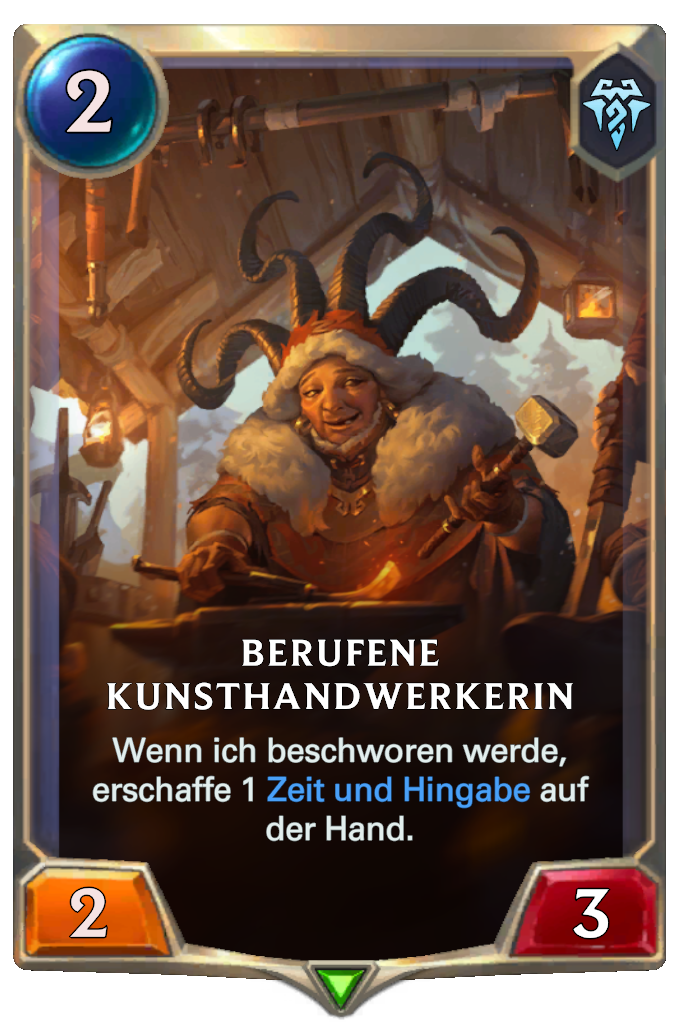 2
BERUFENE
KUNSTHANDWERKERIN
Wenn ich beschworen werde,
erschaffe 1 Zeit und Hingabe auf
der Hand.
2
3